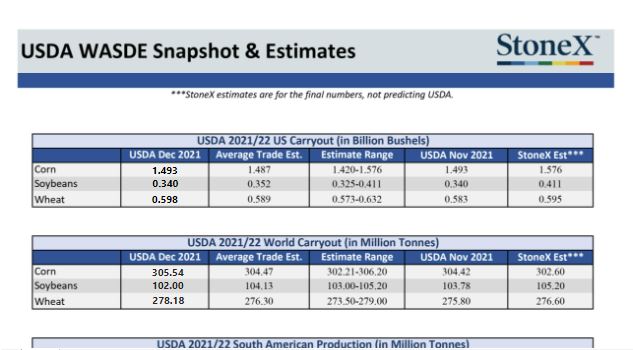 USDA WASDE Snapshot & Estimates
StoneX™
***StoneX estimates are for the final numbers, not predicting USDA.
USDA 2021/22 US Carryout (in Billion Bushels)
USDA Dec 2021 Average Trade Est. Estimate Range USDA Nov 2021 StoneX Est***
Corn 1.493 1.487 1.420-1.576 1.493 1.576
Soybeans 0.340 0.352 0.325-0.411 0.340 0.411
Wheat 0.598 0.589 0.573-0.632 0.583 0.595
USDA 2021/22 World Carryout (in Million Tonnes)
USDA Dec 2021 Average Trade Est. Estimate Range USDA Nov 2021 StoneX Est***
Corn 305.54 304.47 302.21-306.20 304.42 302.60
Soybeans 102.00 104.13 103.00-105.20 103.78 105.20
Wheat 278.18 276.30 273.50-279.00 275.80 276.60
USDA 2021/22 South American Production (in Million Tonnes)